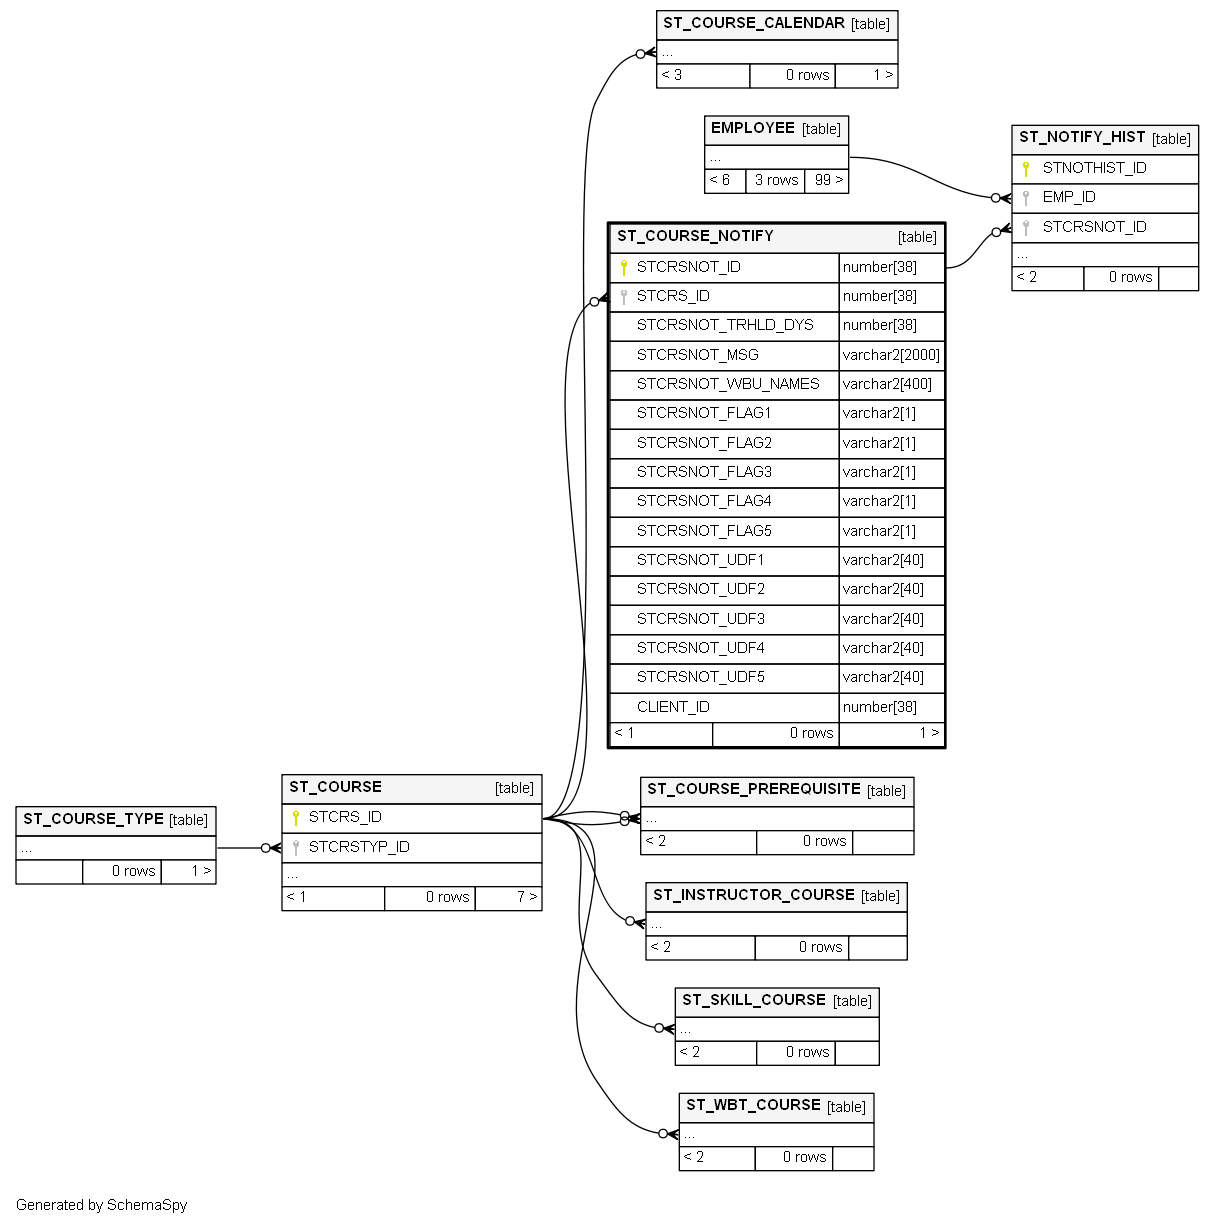 ST_COURSE_CALENDAR [table]
...
< 3 0 rows 1 >
EMPLOYEE [table]
...
< 6 3 rows 99 >
ST_NOTIFY_HIST [table]
STNOTHIST_ID
EMP_ID
STCRSNOT_ID
...
< 2 0 rows
ST_COURSE_NOTIFY [table]
STCRSNOT_ID number[38]
STCRS_ID number[38]
STCRSNOT_TRHLD_DYS number[38]
STCRSNOT_MSG varchar2[2000]
STCRSNOT_WBU_NAMES varchar2[400]
STCRSNOT_FLAG1 varchar2[1]
STCRSNOT_FLAG2 varchar2[1]
STCRSNOT_FLAG3 varchar2[1]
STCRSNOT_FLAG4 varchar2[1]
STCRSNOT_FLAG5 varchar2[1]
STCRSNOT_UDF1 varchar2[40]
STCRSNOT_UDF2 varchar2[40]
STCRSNOT_UDF3 varchar2[40]
STCRSNOT_UDF4 varchar2[40]
STCRSNOT_UDF5 varchar2[40]
CLIENT_ID number[38]
< 1 0 rows 1 >
ST_COURSE_TYPE [table]
...
0 rows 1 >
ST_COURSE [table]
STCRS_ID
STCRSTYP_ID
...
< 1 0 rows 7 >
ST_COURSE_PREREQUISITE [table]
...
< 2 0 rows
ST_INSTRUCTOR_COURSE [table]
...
< 2 0 rows
ST_SKILL_COURSE [table]
...
< 2 0 rows
ST_WBT_COURSE [table]
...
< 2 0 rows
Generated by SchemaSpy